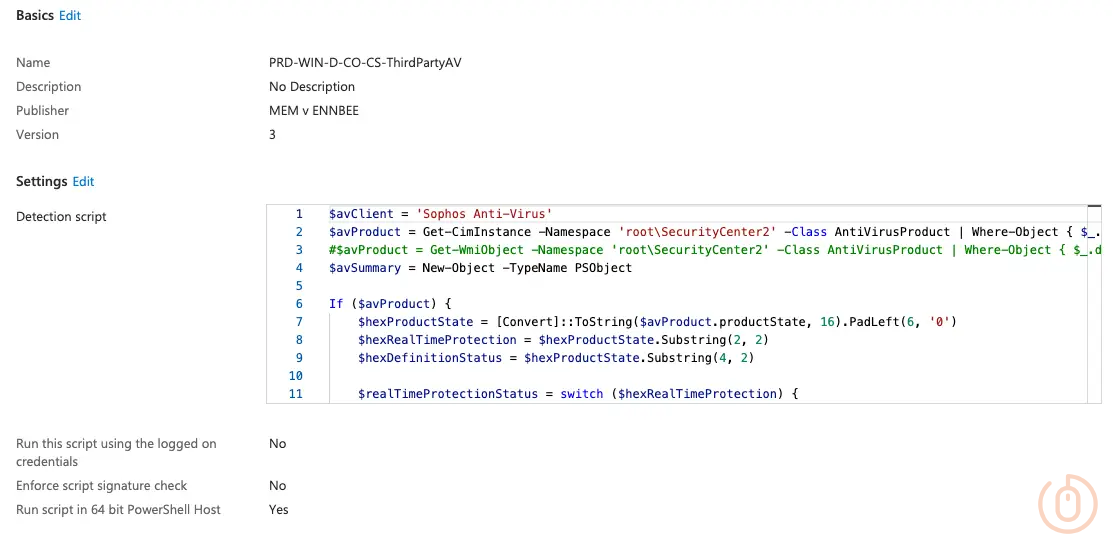 Basics Edit
Name PRD-WIN-D-CO-CS-ThirdPartyAV
Description No Description
Publisher MEM v ENNBEE
Version 3
Settings Edit
Detection script
1 $avClient = 'Sophos Anti-Virus'
2 $avProduct = Get-CimInstance -Namespace 'root\SecurityCenter2' -Class AntiVirusProduct | Where-Object { $_.
3 #$avProduct = Get-WmiObject -Namespace 'root\SecurityCenter2' -Class AntiVirusProduct | Where-Object { $_.d
4 $avSummary = New-Object -TypeName PSObject
5
6 If ($avProduct) {
7 $hexProductState = [Convert]::ToString($avProduct.productState, 16).PadLeft(6, '0')
8 $hexRealTimeProtection = $hexProductState.Substring(2, 2)
9 $hexDefinitionStatus = $hexProductState.Substring(4, 2)
10
11 $realTimeProtectionStatus = switch ($hexRealTimeProtection) {
Run this script using the logged on No
credentials
Enforce script signature check No
Run script in 64 bit PowerShell Host Yes